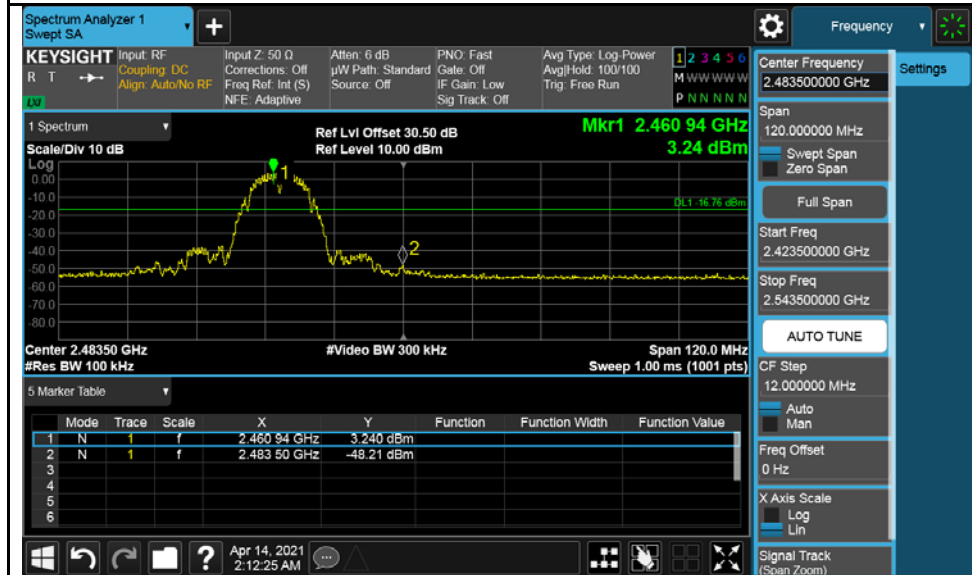 Spectrum Analyzer 1
Swept SA
+
Frequency
KEYSIGHT
R T
LXI
Input: RF
Coupling: DC
Align: Auto/No RF
Input Z: 50 Ω
Corrections: Off
Freq Ref: Int (S)
NFE: Adaptive
Atten: 6 dB
µW Path: Standard
Source: Off
PNO: Fast
Gate: Off
IF Gain: Low
Sig Track: Off
Avg Type: Log-Power
Avg|Hold: 100/100
Trig: Free Run
1 2 3 4 5 6
M W W W W W
P N N N N N
1 Spectrum
Scale/Div 10 dB
Ref Lvl Offset 30.50 dB
Ref Level 10.00 dBm
Mkr1 2.460 94 GHz
3.24 dBm
Log
0.00
-10.0
-20.0
-30.0
-40.0
-50.0
-60.0
-70.0
-80.0
1
DL1 -16.76 dBm
2
Center 2.48350 GHz
#Res BW 100 kHz
#Video BW 300 kHz
Span 120.0 MHz
Sweep 1.00 ms (1001 pts)
5 Marker Table
Mode Trace Scale X Y Function Function Width Function Value
1 N 1 f 2.460 94 GHz 3.240 dBm
2 N 1 f 2.483 50 GHz -48.21 dBm
3
4
5
6
?
Apr 14, 2021
2:12:25 AM
Center Frequency
2.483500000 GHz
Settings
Span
120.000000 MHz
Swept Span
Zero Span
Full Span
Start Freq
2.423500000 GHz
Stop Freq
2.543500000 GHz
AUTO TUNE
CF Step
12.000000 MHz
Auto
Man
Freq Offset
0 Hz
X Axis Scale
Log
Lin
Signal Track
(Span Zoom)